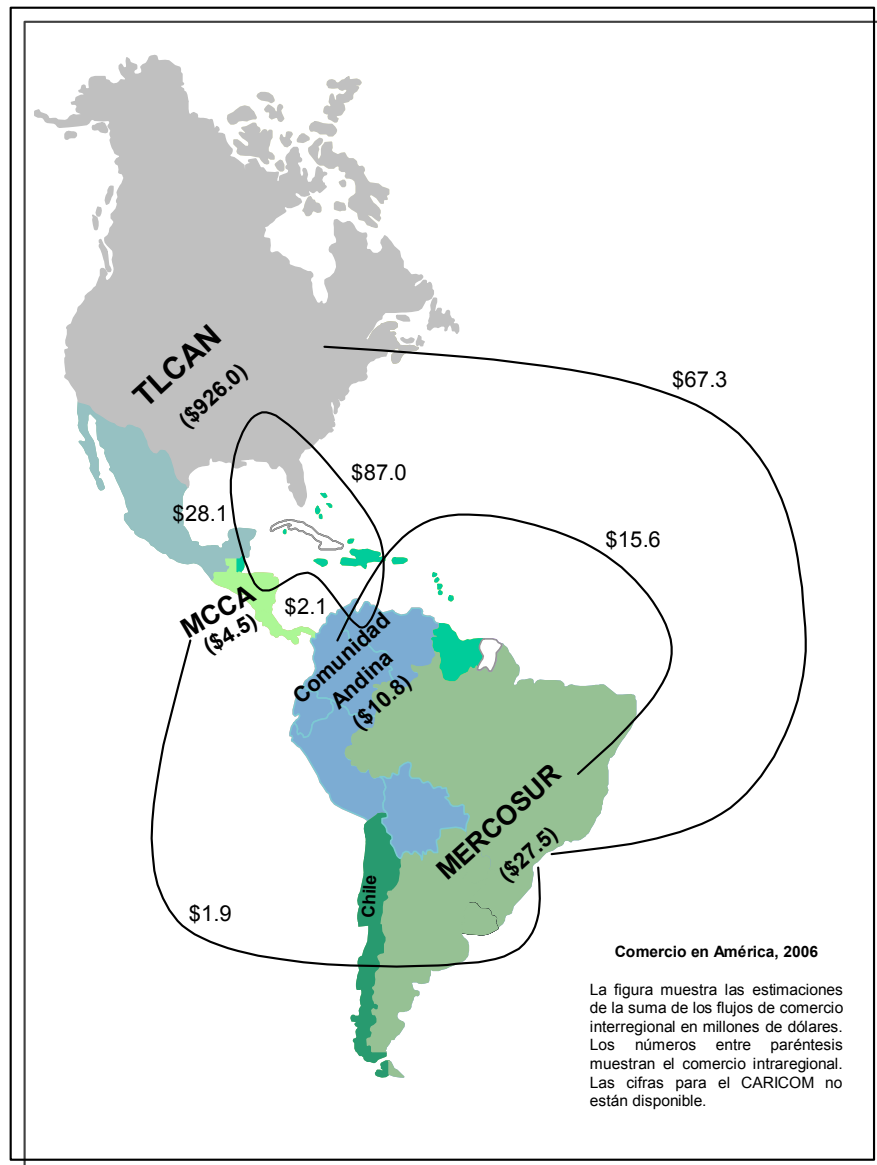 TLCAN
($926.0)
$67.3
$87.0
$28.1
$15.6
MCCA
($4.5)
$2.1
Comunidad
Andina
($10.8)
MERCOSUR
($27.5)
Chile
$1.9
Comercio en América, 2006
La figura muestra las estimaciones
de la suma de los flujos de comercio
interregional en millones de dólares.
Los números entre paréntesis
muestran el comercio intraregional.
Las cifras para el CARICOM no
están disponible.